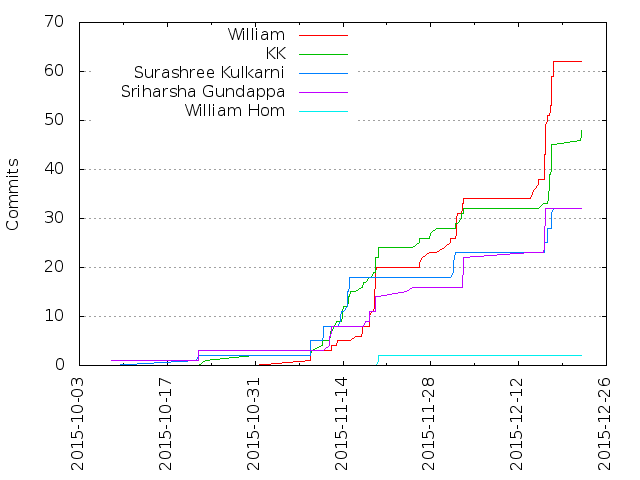 70
60
50
40
30
20
10
0
Commits
William
KK
Surashree Kulkarni
Sriharsha Gundappa
William Hom
2015-10-03
2015-10-17
2015-10-31
2015-11-14
2015-11-28
2015-12-12
2015-12-26